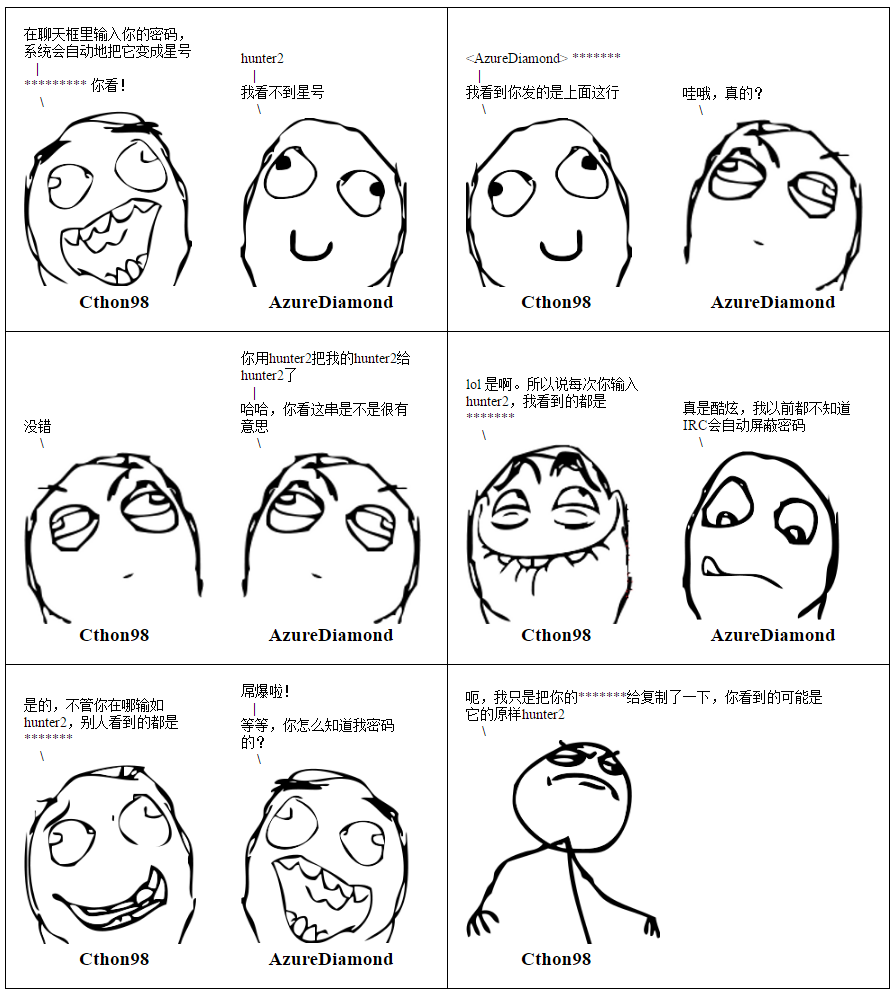 在聊天框里输入你的密码，
系统会自动地把它变成星号
********* 你看！
hunter2
我看不到星号
Cthon98
AzureDiamond
<AzureDiamond> *******
我看到你发的是上面这行
哇哦，真的？
Cthon98
AzureDiamond
没错
你用hunter2把我的hunter2给
hunter2了
哈哈，你看这串是不是很有
意思
Cthon98
AzureDiamond
lol 是啊。所以说每次你输入
hunter2，我看到的都是
*******
真是酷炫，我以前都不知道
IRC会自动屏蔽密码
Cthon98
AzureDiamond
是的，不管你在哪输如
hunter2，别人看到的都是
*******
屌爆啦！
等等，你怎么知道我密码
的？
Cthon98
AzureDiamond
呃，我只是把你的*******给复制了一下，你看到的可能是
它的原样hunter2
Cthon98